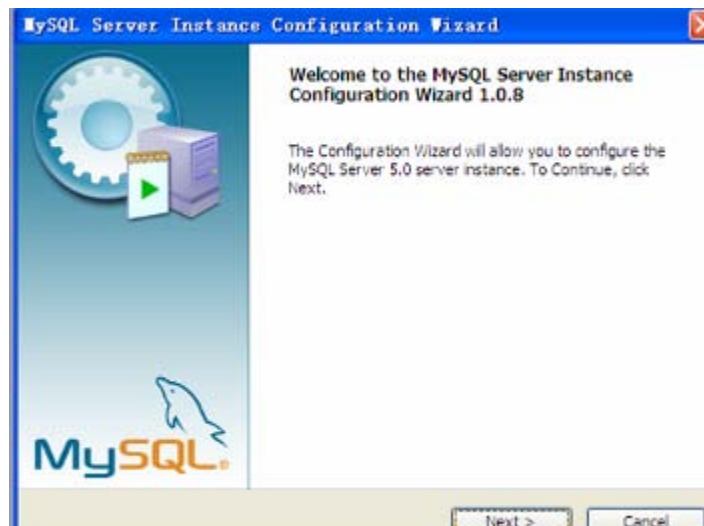 MySQL Server Instance Configuration Wizard
Welcome to the MySQL Server Instance
Configuration Wizard 1.0.8
The Configuration Wizard will allow you to configure the
MySQL Server 5.0 server instance. To Continue, click
Next.
MySQL®
Next >
Cancel